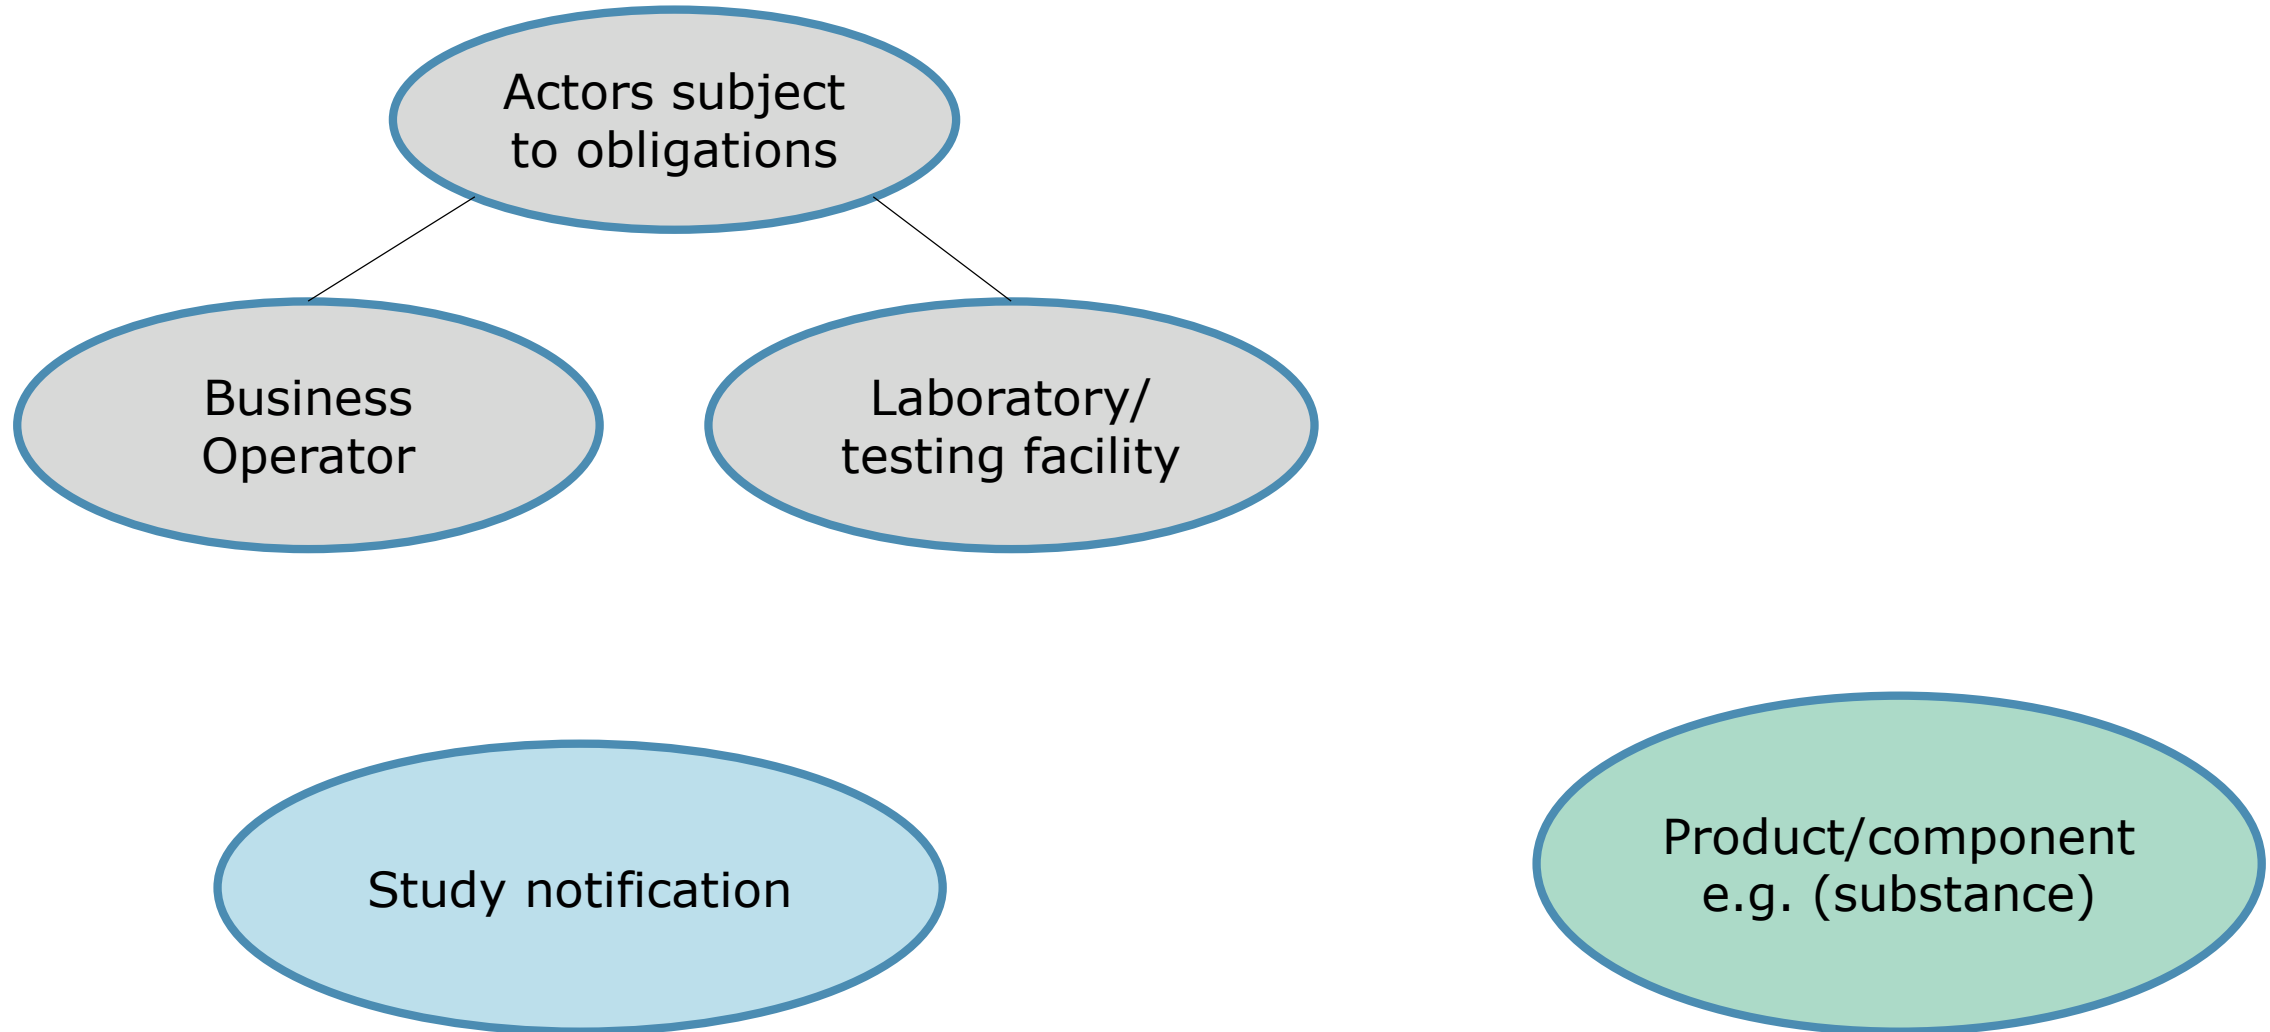 Actors subject
to obligations
Business
Operator
Laboratory/
testing facility
Study notification
Product/component
e.g. (substance)